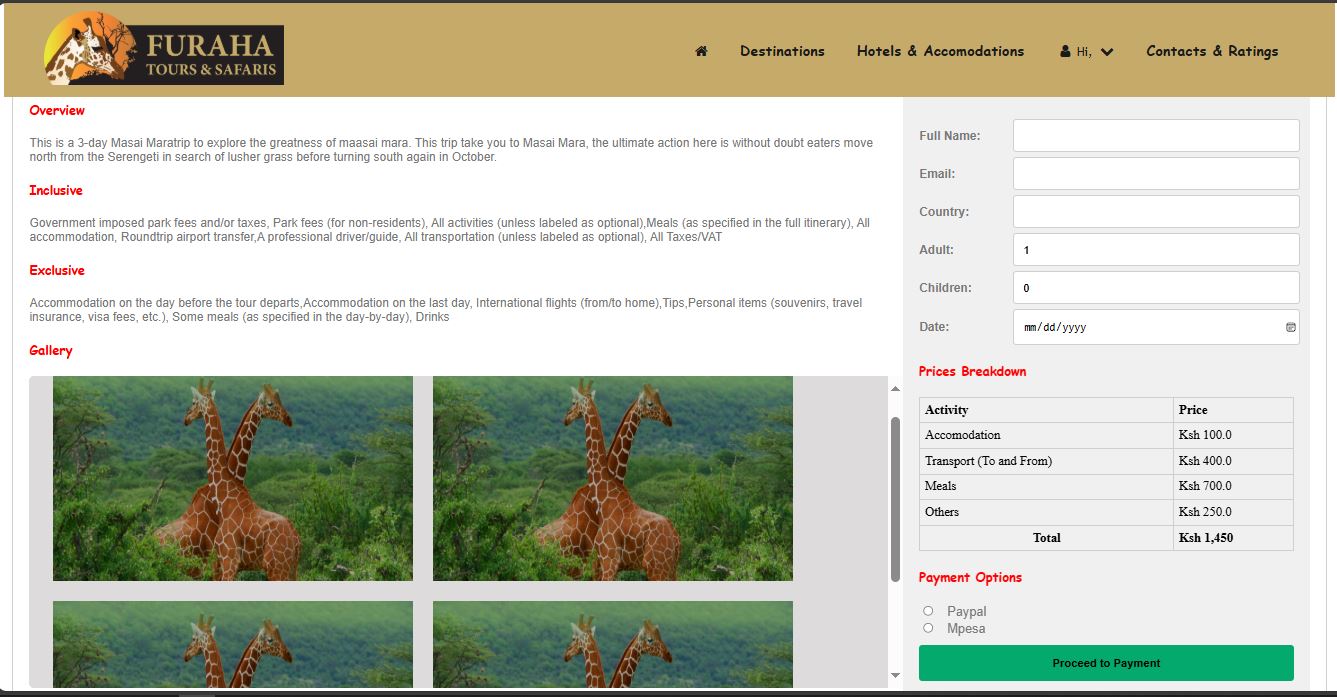 FURAHA
TOURS & SAFARIS
Destinations
Hotels & Accomodations
Hi,
Contacts & Ratings
Overview
This is a 3-day Masai Maratrip to explore the greatness of maasai mara. This trip take you to Masai Mara, the ultimate action here is without doubt eaters move
north from the Serengeti in search of lusher grass before turning south again in October.
Inclusive
Government imposed park fees and/or taxes, Park fees (for non-residents), All activities (unless labeled as optional),Meals (as specified in the full itinerary), All
accommodation, Roundtrip airport transfer,A professional driver/guide, All transportation (unless labeled as optional), All Taxes/VAT
Exclusive
Accommodation on the day before the tour departs,Accommodation on the last day, International flights (from/to home),Tips,Personal items (souvenirs, travel
insurance, visa fees, etc.), Some meals (as specified in the day-by-day), Drinks
Gallery
Full Name:
Email:
Country:
Adult: 1
Children: 0
Date: mm/dd/yyyy
Prices Breakdown
Activity Price
Accomodation Ksh 100.0
Transport (To and From) Ksh 400.0
Meals Ksh 700.0
Others Ksh 250.0
Total Ksh 1,450
Payment Options
Paypal
Mpesa
Proceed to Payment